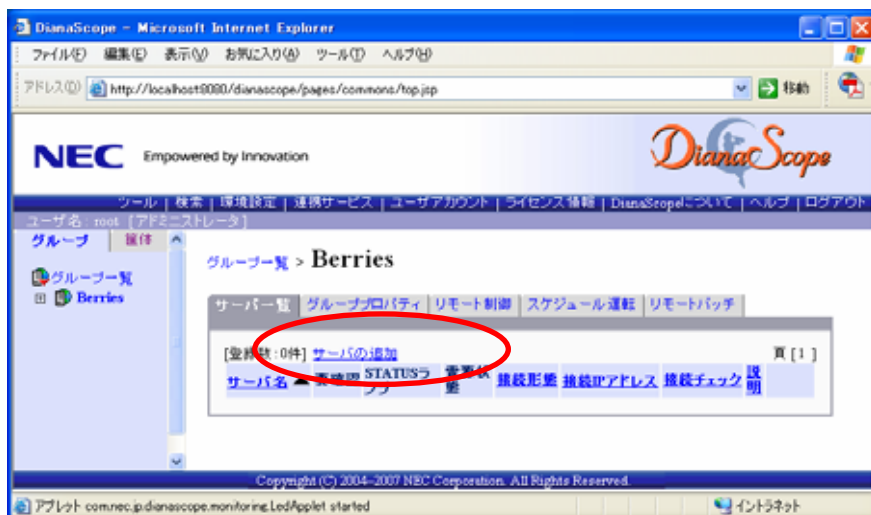 DianaScope - Microsoft Internet Explorer
ファイル(F) 編集(E) 表示(V) お気に入り(A) ツール(T) ヘルプ(H)
アドレス(D) http://localhost:8080/dianascope/pages/commons/top.jsp 移動
NEC Empowered by Innovation DianaScope
ツール | 検索 | 環境設定 | 連携サービス | ユーザアカウント | ライセンス情報 | DianaScopeについて | ヘルプ | ログアウト
ユーザ名 : root [アドミニストレータ]
グループ 筐体
グループ一覧
Berries
グループ一覧 > Berries
サーバ一覧 グループプロパティ リモート制御 スケジュール運転 リモートバッチ
[登録数:0件] サーバの追加 頁 [1 ]
サーバ名 要確認 STATUSランプ 電源状態 接続形態 接続IPアドレス 接続チェック 説明
Copyright (C) 2004-2007 NEC Corporation. All Rights Reserved.
アプレット com.nec.jp.dianascope.monitoring.LedApplet started イントラネット